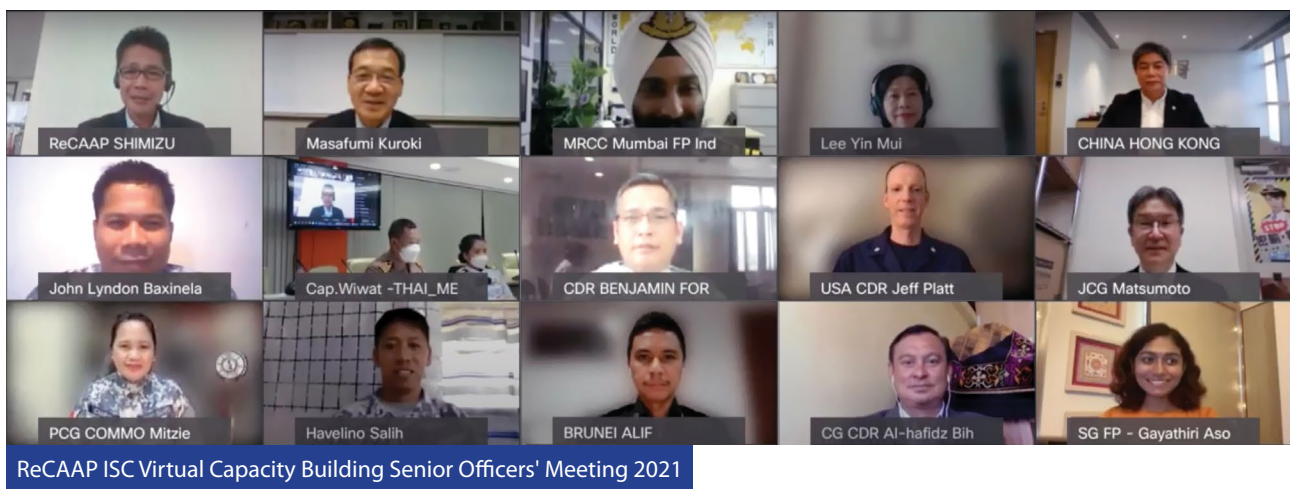 WORLD
ReCAAP SHIMIZU
Masafumi Kuroki
MRCC Mumbai FP Ind
Lee Yin Mui
CHINA HONG KONG
STOP
John Lyndon Baxinela
Cap.Wiwat -THAI_ME
CDR BENJAMIN FOR
USA CDR Jeff Platt
JCG Matsumoto
PCG COMMO Mitzie
Havelino Salih
BRUNEI ALIF
CG CDR Al-hafidz Bih
SG FP - Gayathiri Aso
ReCAAP ISC Virtual Capacity Building Senior Officers' Meeting 2021